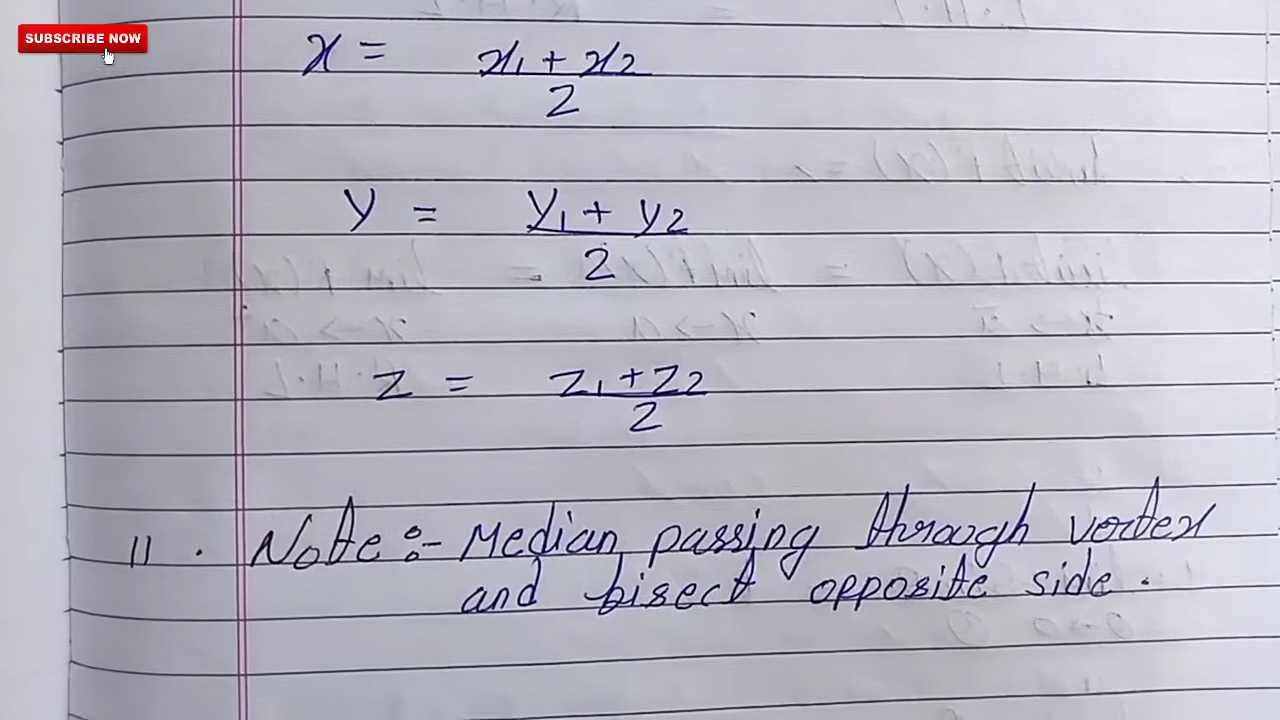 SUBSCRIBE NOW
x = x1 + x2
2
y = y1 + y2
2
z = z1 + z2
2
11. Note :- Median passing through vertex
and bisect opposite side.